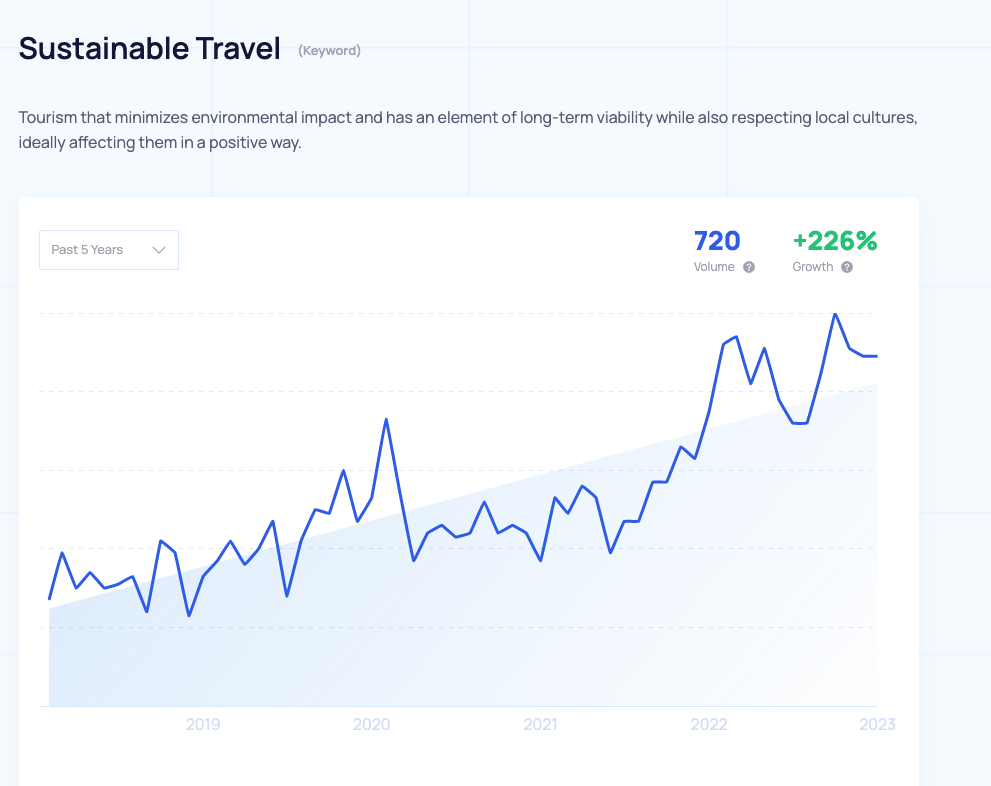 Sustainable Travel (Keyword)
Tourism that minimizes environmental impact and has an element of long-term viability while also respecting local cultures,
ideally affecting them in a positive way.
Past 5 Years
720 +226%
Volume ? Growth ?
2019 2020 2021 2022 2023